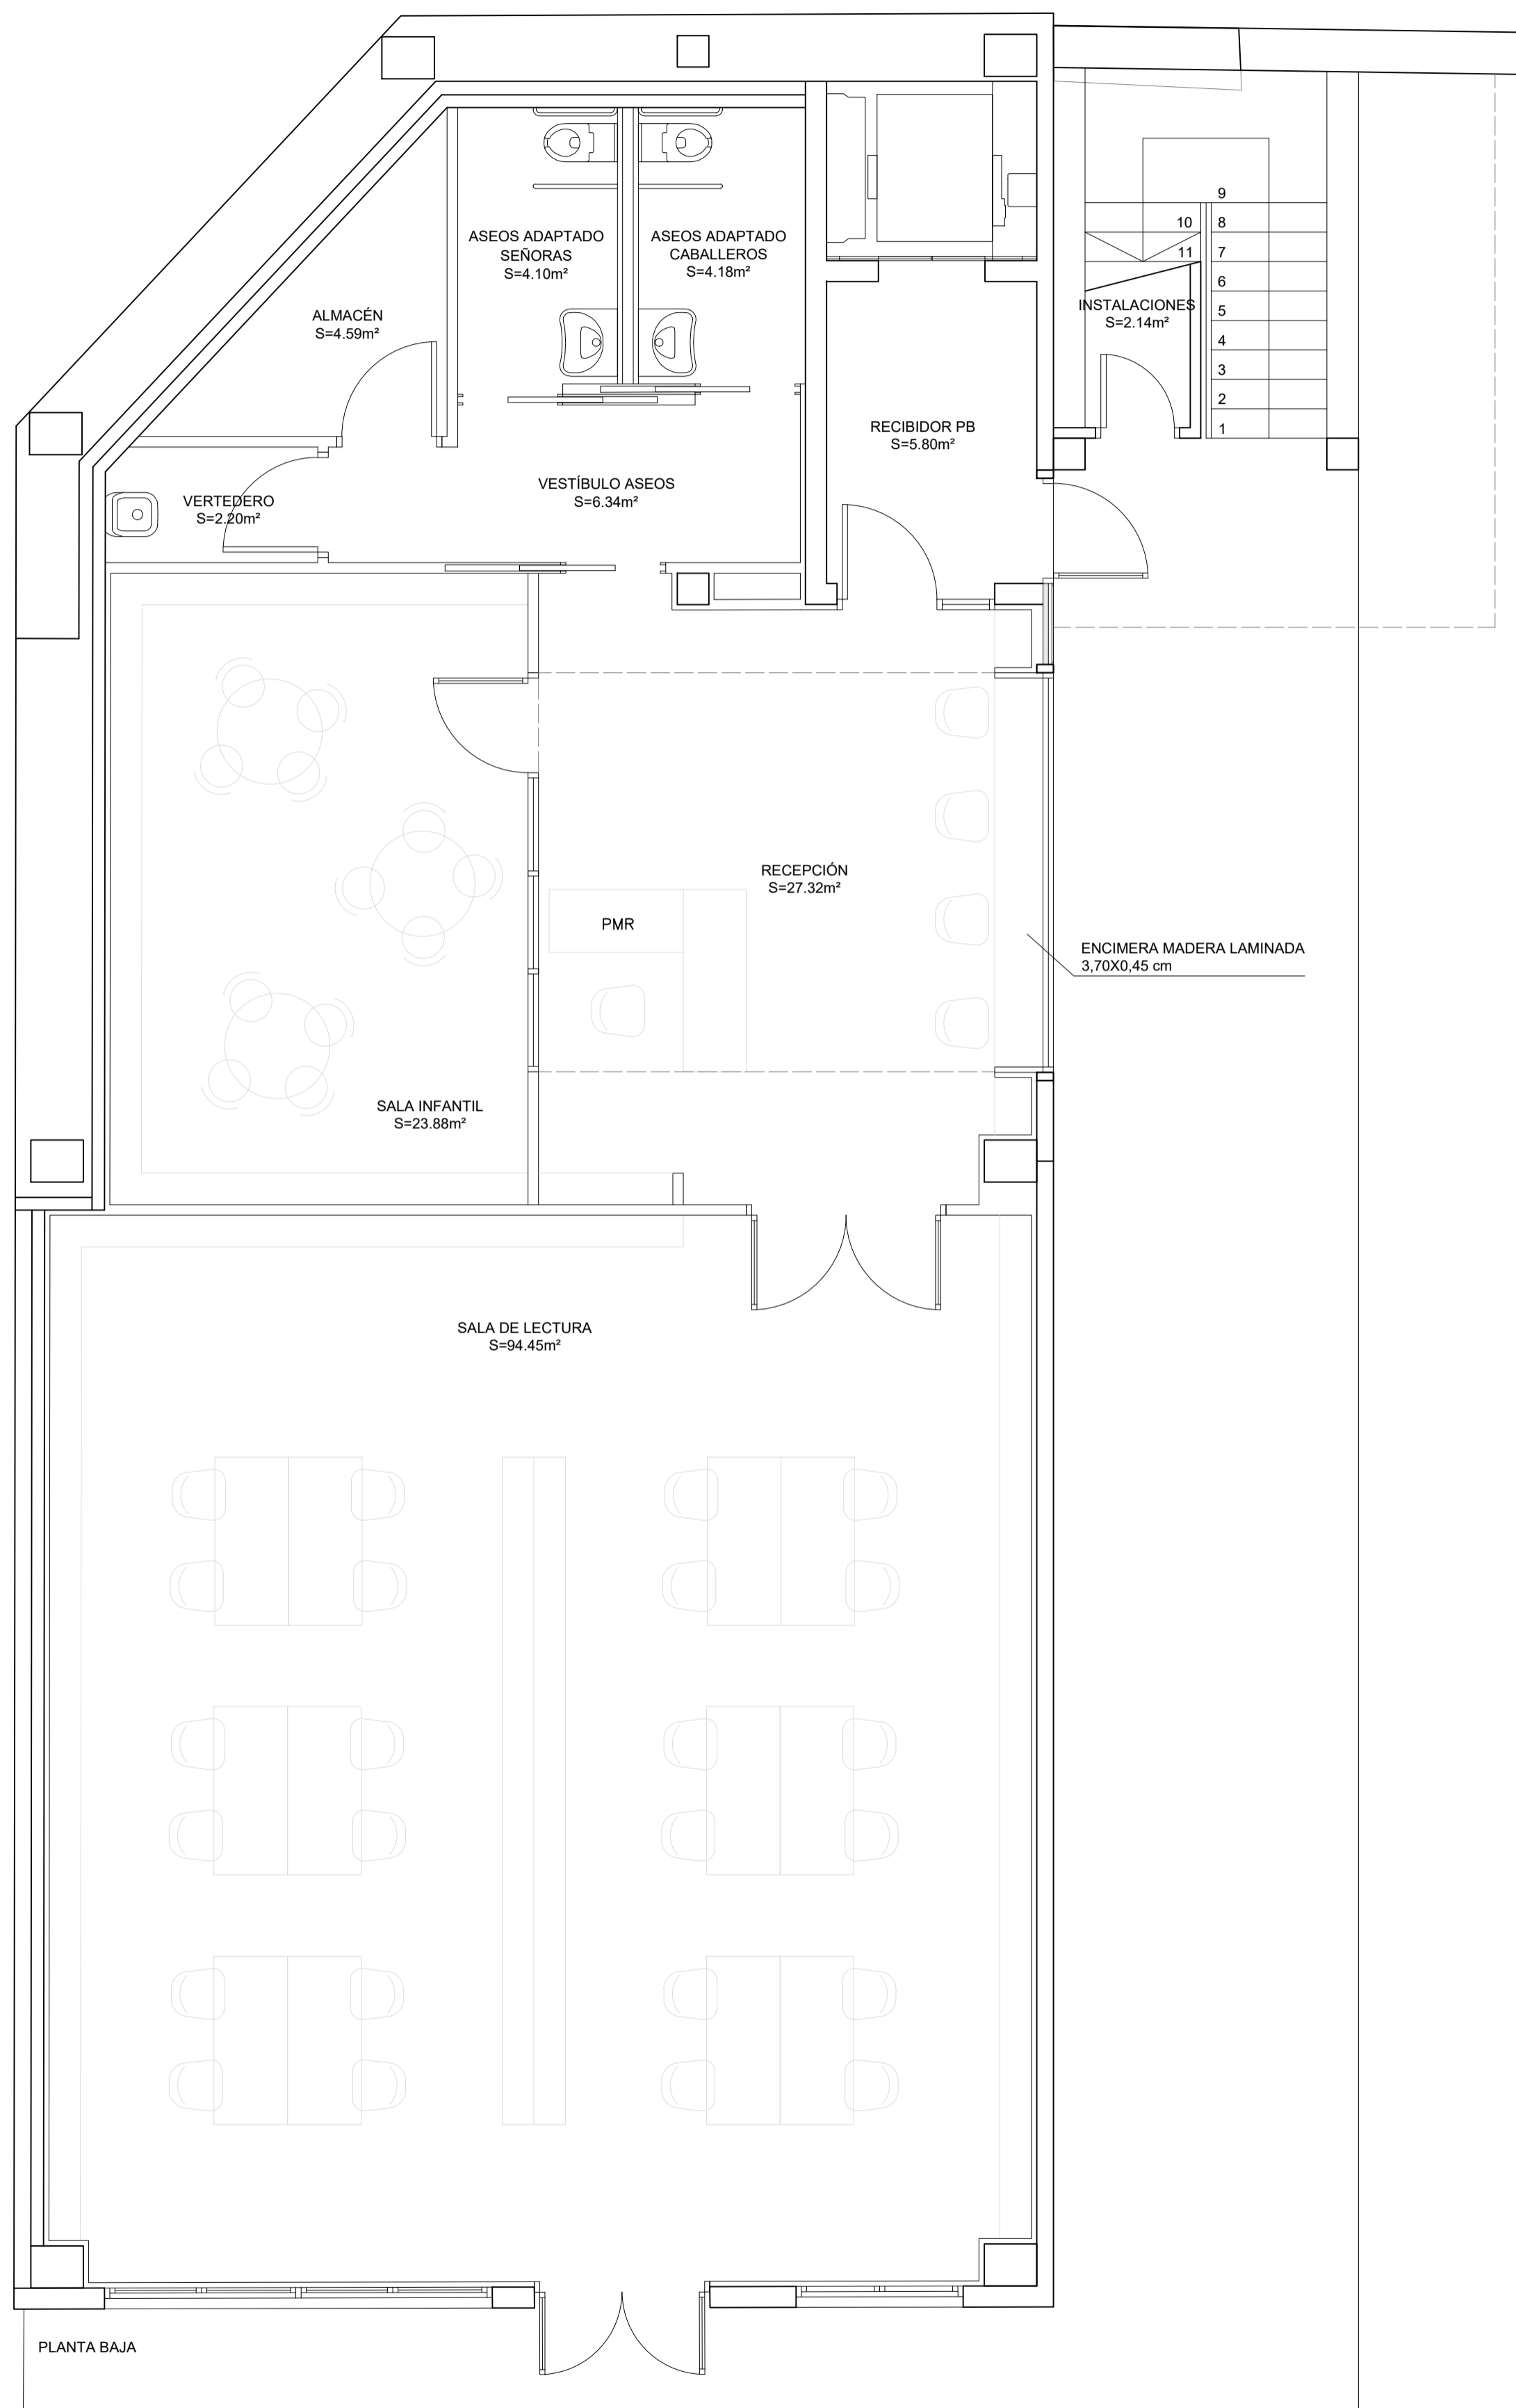 9
10
8
11
7
6
5
4
3
2
1
ASEOS ADAPTADO
SEÑORAS
S=4.10m²
ASEOS ADAPTADO
CABALLEROS
S=4.18m²
INSTALACIONES
S=2.14m²
ALMACÉN
S=4.59m²
RECIBIDOR PB
S=5.80m²
VERTEDERO
S=2.20m²
VESTÍBULO ASEOS
S=6.34m²
RECEPCIÓN
S=27.32m²
PMR
ENCIMERA MADERA LAMINADA
3,70X0,45 cm
SALA INFANTIL
S=23.88m²
SALA DE LECTURA
S=94.45m²
PLANTA BAJA